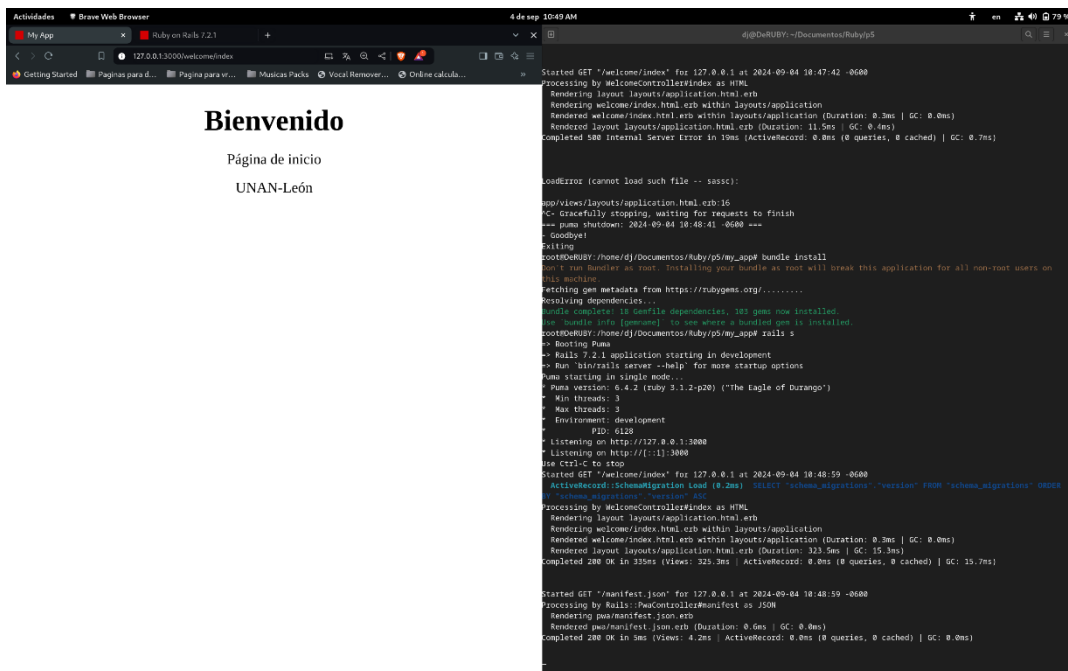 Actividades Brave Web Browser 4 de sep 10:49 AM en 79 %
My App × Ruby on Rails 7.2.1 +
127.0.0.1:3000/welcome/index
Getting Started Paginas para d... Pagina para vr... Musicas Packs Vocal Remover... Online calcula... »
Bienvenido
Página de inicio
UNAN-León
dj@DeRUBY: ~/Documentos/Ruby/p5
Started GET "/welcome/index" for 127.0.0.1 at 2024-09-04 10:47:42 -0600
Processing by WelcomeController#index as HTML
Rendering layout layouts/application.html.erb
Rendering welcome/index.html.erb within layouts/application
Rendered welcome/index.html.erb within layouts/application (Duration: 0.3ms | GC: 0.0ms)
Rendered layout layouts/application.html.erb (Duration: 11.5ms | GC: 0.4ms)
Completed 500 Internal Server Error in 19ms (ActiveRecord: 0.0ms (0 queries, 0 cached) | GC: 0.7ms)
LoadError (cannot load such file -- sassc):
app/views/layouts/application.html.erb:16
^C- Gracefully stopping, waiting for requests to finish
=== puma shutdown: 2024-09-04 10:48:41 -0600 ===
- Goodbye!
Exiting
root@DeRUBY:/home/dj/Documentos/Ruby/p5/my_app# bundle install
Don't run Bundler as root. Installing your bundle as root will break this application for all non-root users on
this machine.
Fetching gem metadata from https://rubygems.org/.........
Resolving dependencies...
Bundle complete! 18 Gemfile dependencies, 103 gems now installed.
Use `bundle info [gemname]` to see where a bundled gem is installed.
root@DeRUBY:/home/dj/Documentos/Ruby/p5/my_app# rails s
=> Booting Puma
=> Rails 7.2.1 application starting in development
=> Run `bin/rails server --help` for more startup options
Puma starting in single mode...
* Puma version: 6.4.2 (ruby 3.1.2-p20) ("The Eagle of Durango")
* Min threads: 3
* Max threads: 3
* Environment: development
* PID: 6128
* Listening on http://127.0.0.1:3000
* Listening on http://[::1]:3000
Use Ctrl-C to stop
Started GET "/welcome/index" for 127.0.0.1 at 2024-09-04 10:48:59 -0600
ActiveRecord::SchemaMigration Load (0.2ms) SELECT "schema_migrations"."version" FROM "schema_migrations" ORDER
BY "schema_migrations"."version" ASC
Processing by WelcomeController#index as HTML
Rendering layout layouts/application.html.erb
Rendering welcome/index.html.erb within layouts/application
Rendered welcome/index.html.erb within layouts/application (Duration: 0.3ms | GC: 0.0ms)
Rendered layout layouts/application.html.erb (Duration: 323.5ms | GC: 15.3ms)
Completed 200 OK in 335ms (Views: 325.3ms | ActiveRecord: 0.0ms (0 queries, 0 cached) | GC: 15.7ms)
Started GET "/manifest.json" for 127.0.0.1 at 2024-09-04 10:48:59 -0600
Processing by Rails::PwaController#manifest as JSON
Rendering pwa/manifest.json.erb
Rendered pwa/manifest.json.erb (Duration: 0.6ms | GC: 0.0ms)
Completed 200 OK in 5ms (Views: 4.2ms | ActiveRecord: 0.0ms (0 queries, 0 cached) | GC: 0.0ms)